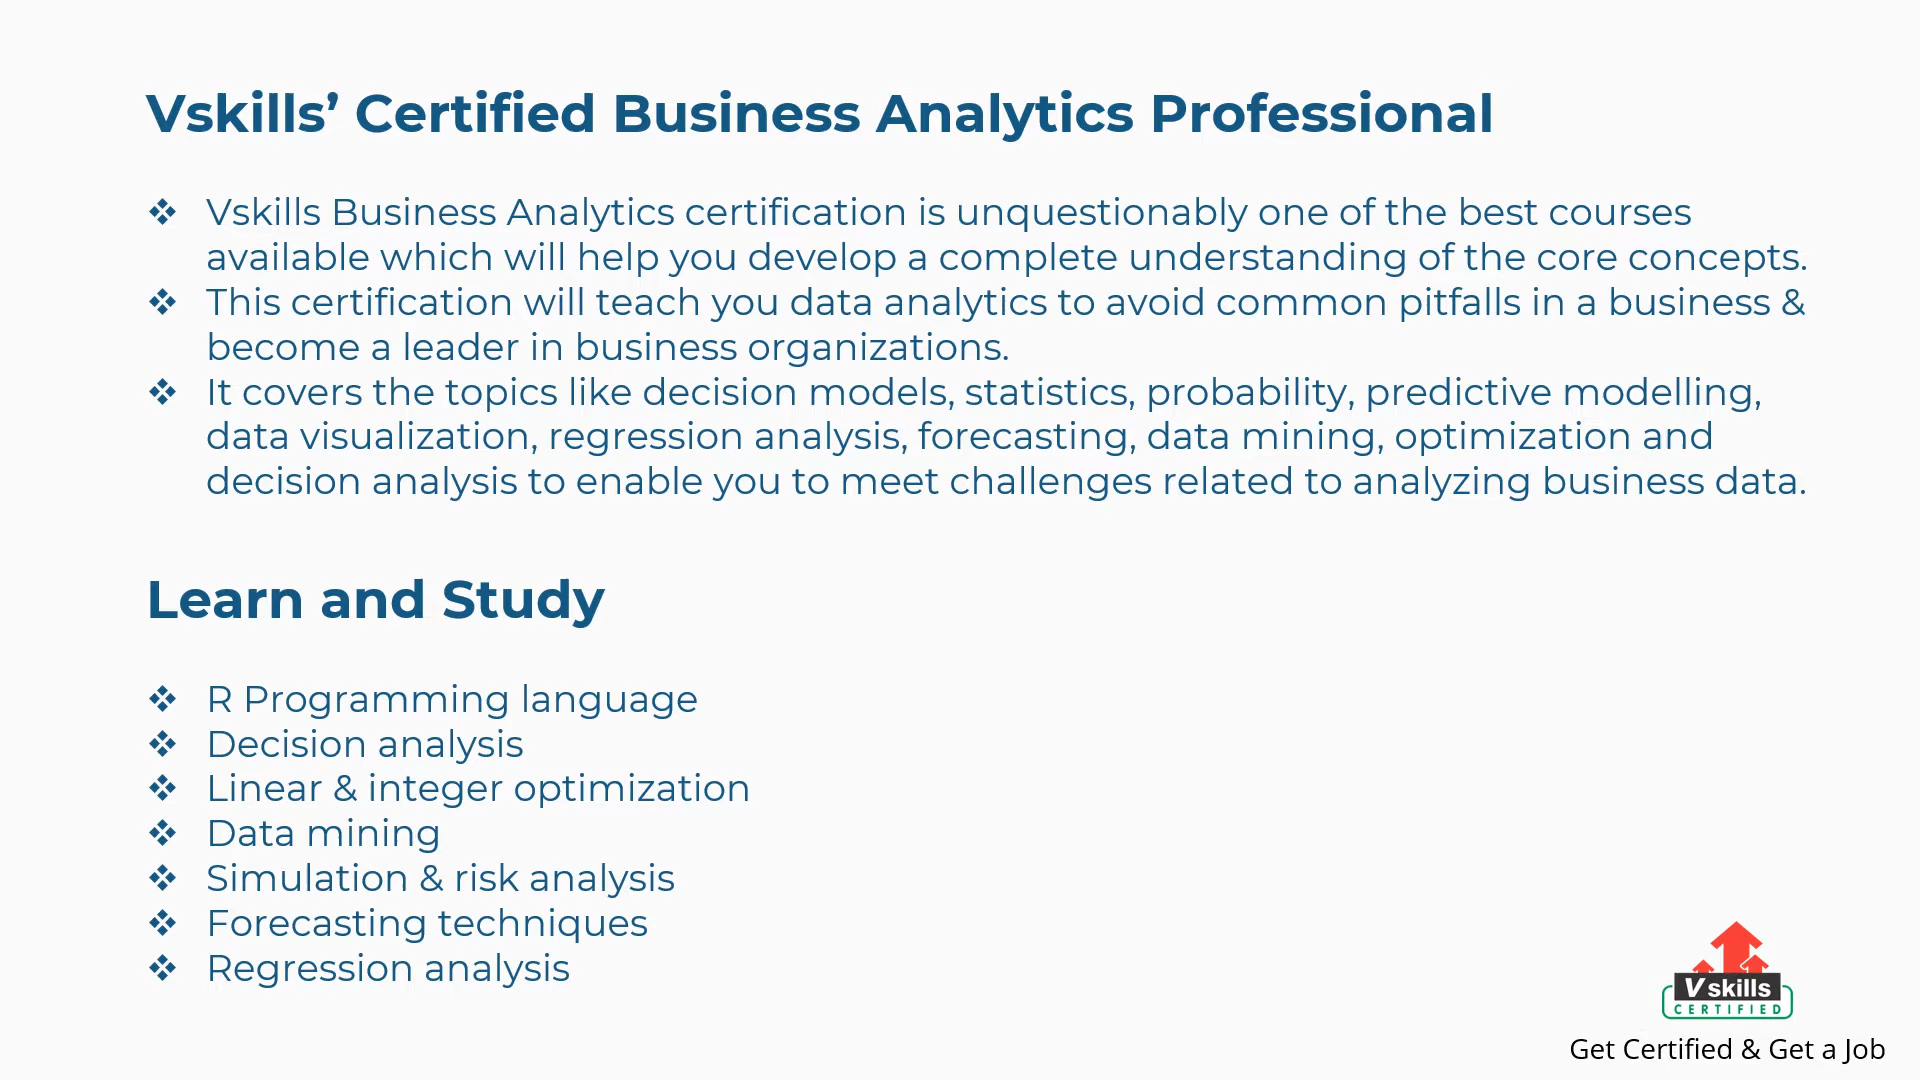 Vskills’ Certified Business Analytics Professional
❖ Vskills Business Analytics certification is unquestionably one of the best courses
available which will help you develop a complete understanding of the core concepts.
❖ This certification will teach you data analytics to avoid common pitfalls in a business &
become a leader in business organizations.
❖ It covers the topics like decision models, statistics, probability, predictive modelling,
data visualization, regression analysis, forecasting, data mining, optimization and
decision analysis to enable you to meet challenges related to analyzing business data.
Learn and Study
❖ R Programming language
❖ Decision analysis
❖ Linear & integer optimization
❖ Data mining
❖ Simulation & risk analysis
❖ Forecasting techniques
❖ Regression analysis
Vskills
CERTIFIED
Get Certified & Get a Job